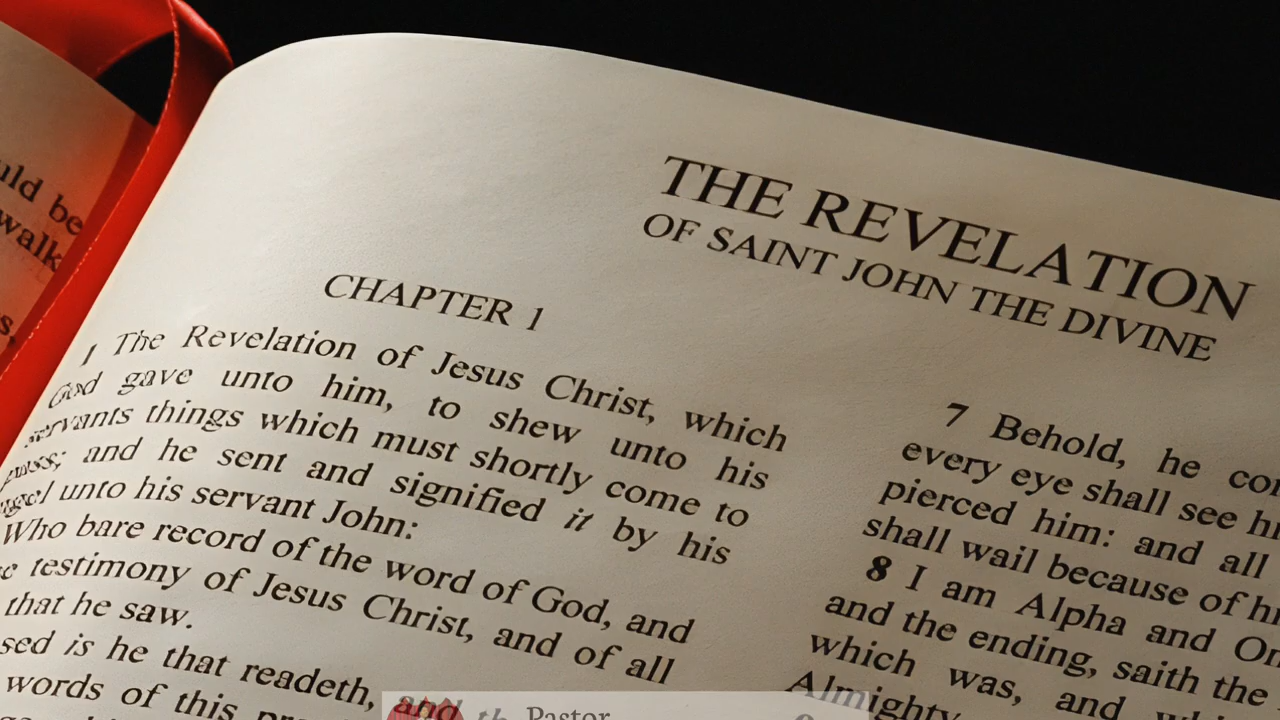 uld be
walk
s,
THE REVELATION
OF SAINT JOHN THE DIVINE
CHAPTER 1
1 The Revelation of Jesus Christ, which
God gave unto him, to shew unto his
servants things which must shortly come to
pass; and he sent and signified it by his
angel unto his servant John:
Who bare record of the word of God, and
testimony of Jesus Christ, and of all
that he saw.
sed is he that readeth, and th
words of this
7 Behold, he co
every eye shall see h
pierced him: and all
shall wail because of h
8 I am Alpha and Om
and the ending, saith the
which was, and wh
Almighty
Pastor